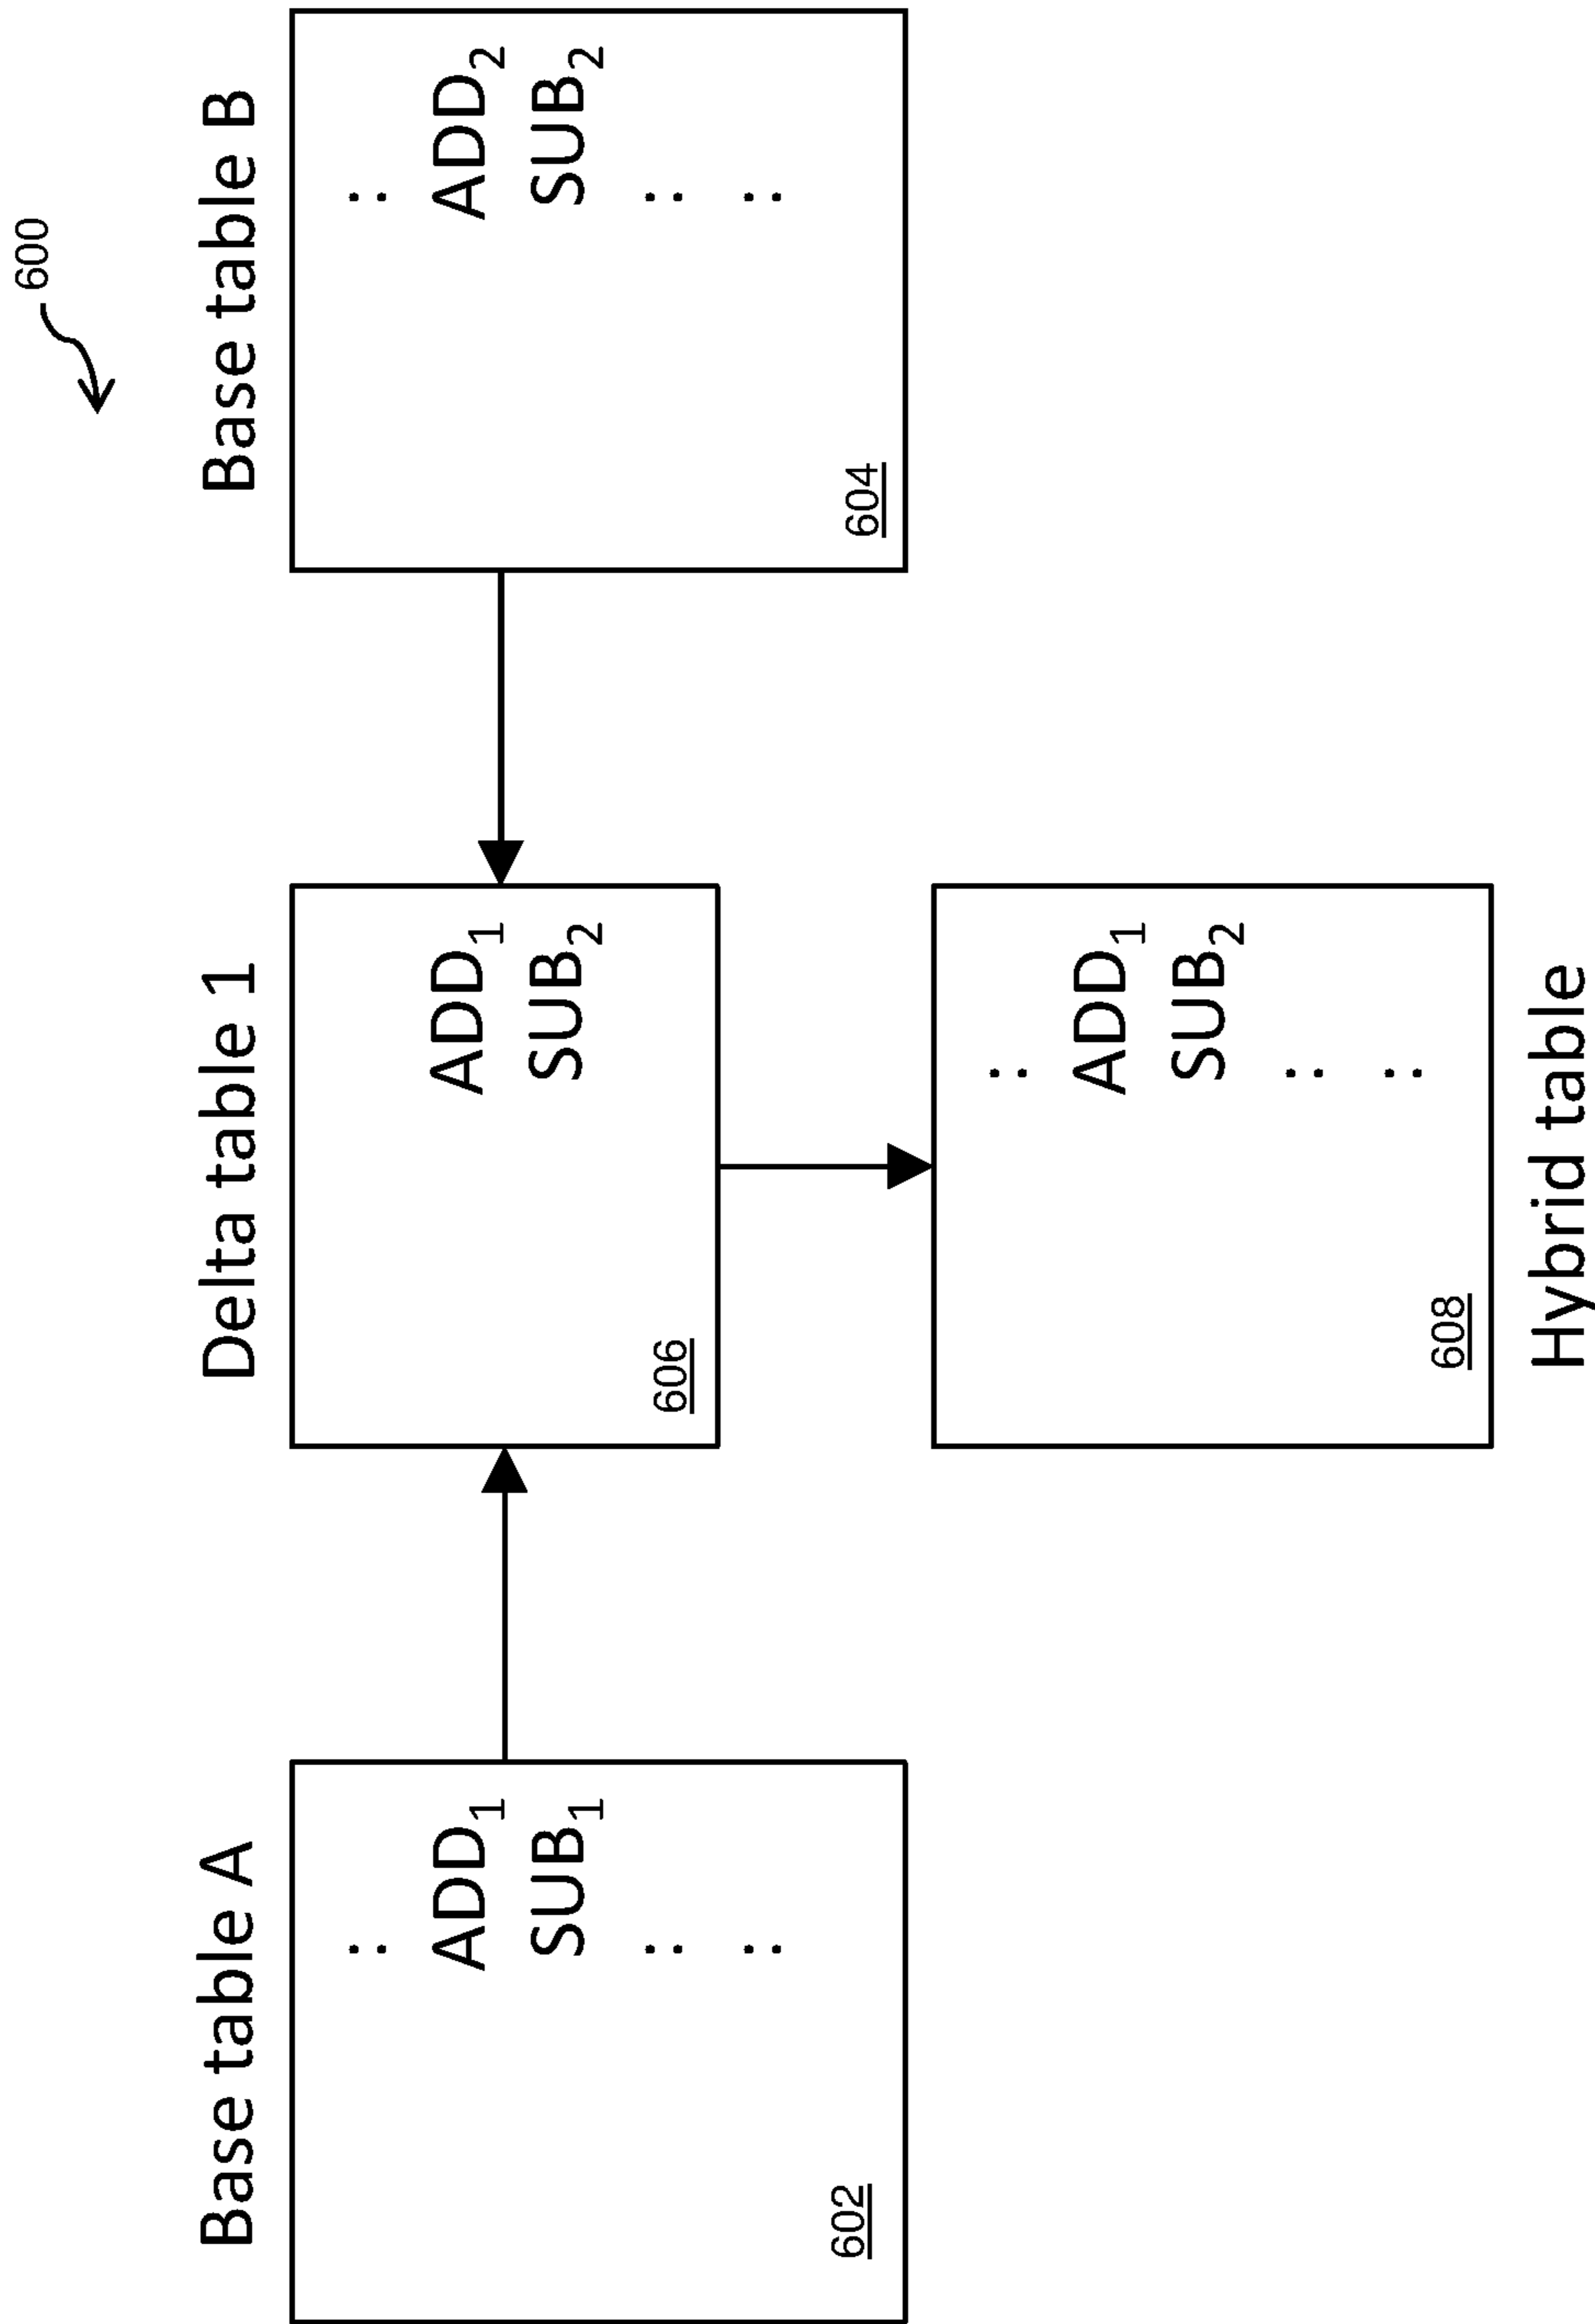 600
Base table A
:
ADD₁
SUB₁
:
:
602
Delta table 1
ADD₁
SUB₂
606
Base table B
:
ADD₂
SUB₂
:
:
604
:
ADD₁
SUB₂
:
:
608
Hybrid table